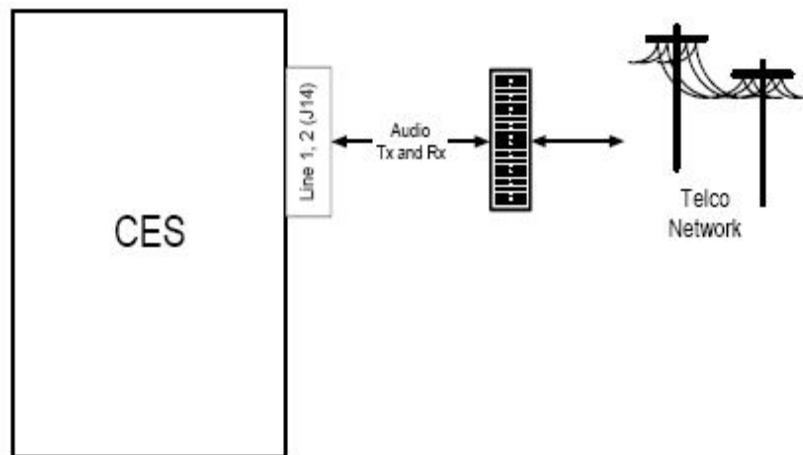 CES
Line 1, 2 (J14)
Audio
Tx and Rx
Telco
Network